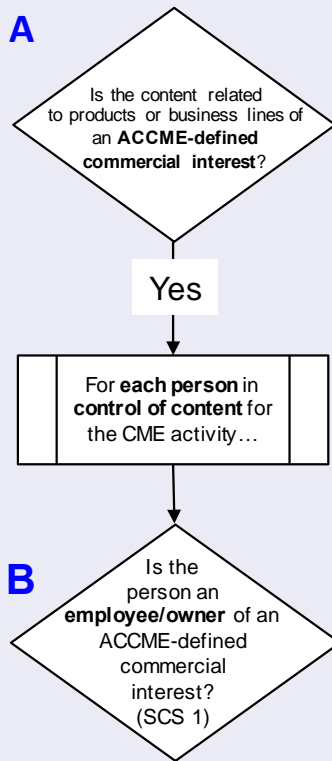 A
Is the content related
to products or business lines of
an ACCME-defined
commercial interest?
Yes
For each person in
control of content for
the CME activity…
B
Is the
person an
employee/owner of an
ACCME-defined
commercial
interest?
(SCS 1)